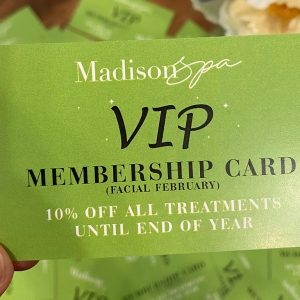 Madison Spa
VIP
MEMBERSHIP CARD
(FACIAL FEBRUARY)
10% OFF ALL TREATMENTS
UNTIL END OF YEAR